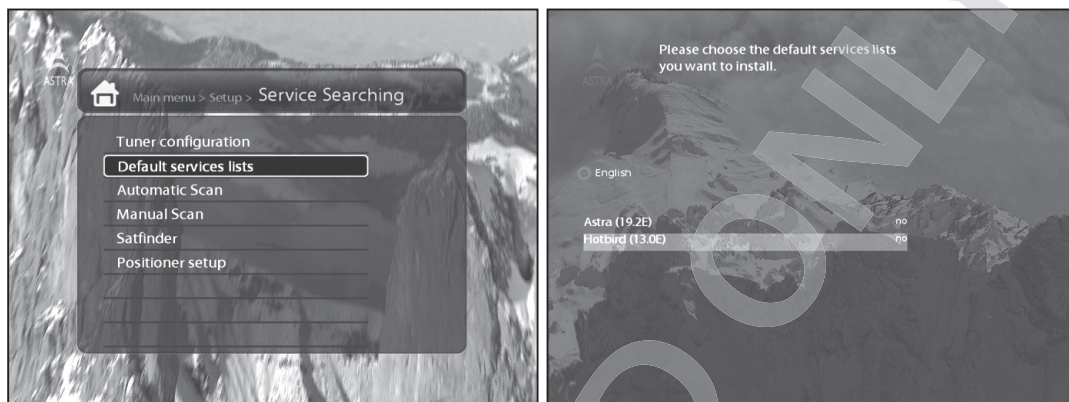 ASTRA
Main menu > Setup > Service Searching
Tuner configuration
Default services lists
Automatic Scan
Manual Scan
Satfinder
Positioner setup
ASTRA
Please choose the default services lists
you want to install.
English
Astra (19.2E) no
Hotbird (13.0E) no
ONLY